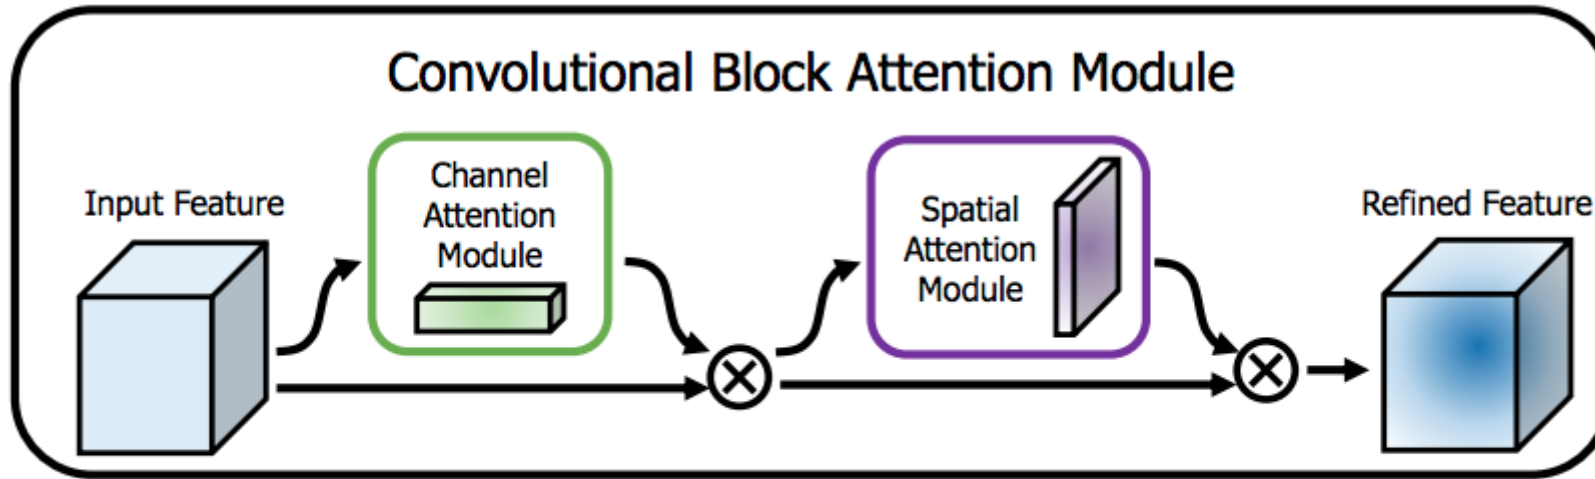 Convolutional Block Attention Module
Input Feature
Channel
Attention
Module
Spatial
Attention
Module
Refined Feature